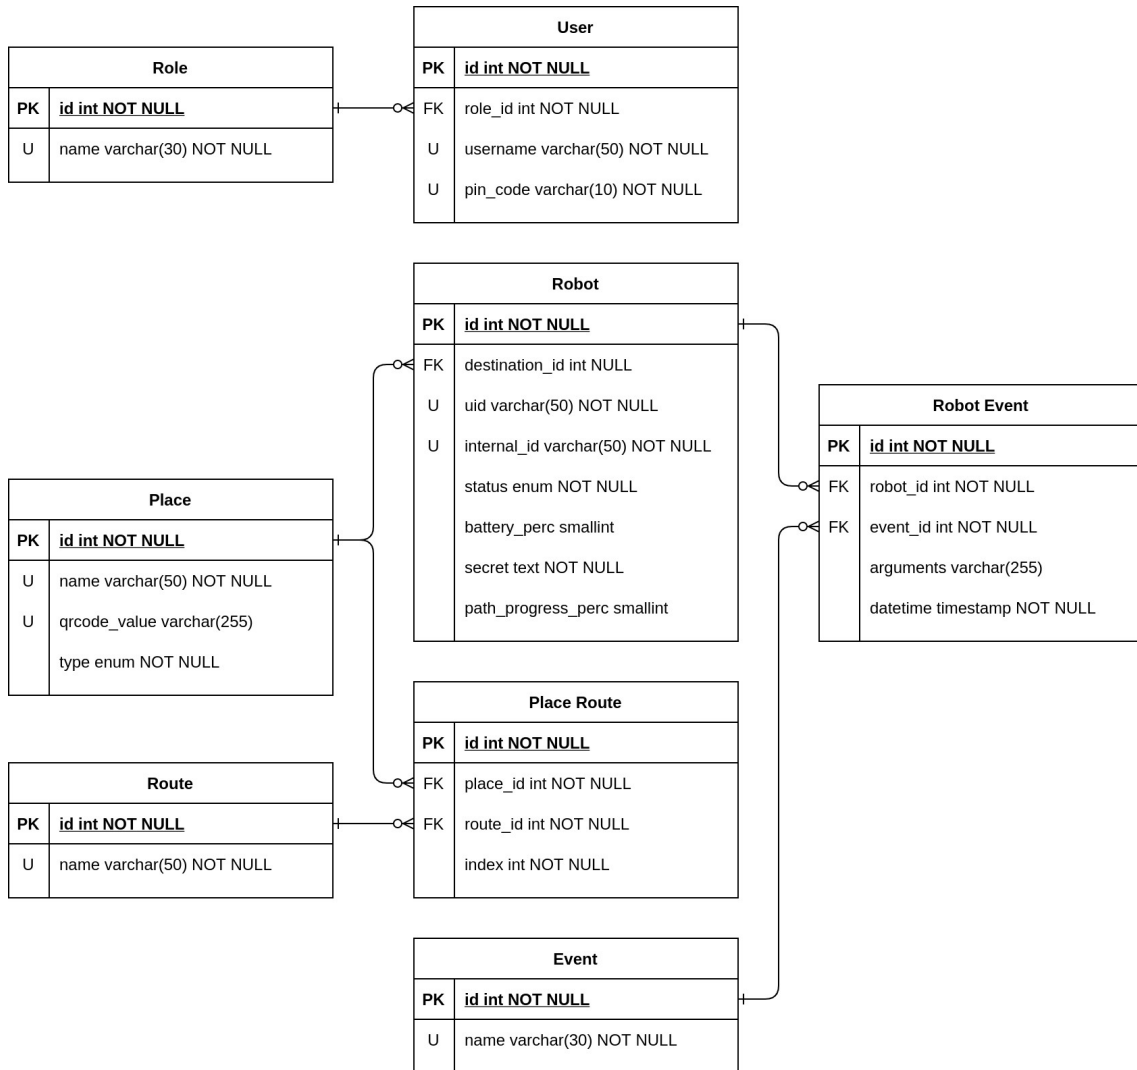 Role
PK id int NOT NULL
U name varchar(30) NOT NULL
User
PK id int NOT NULL
FK role_id int NOT NULL
U username varchar(50) NOT NULL
U pin_code varchar(10) NOT NULL
Robot
PK id int NOT NULL
FK destination_id int NULL
U uid varchar(50) NOT NULL
U internal_id varchar(50) NOT NULL
status enum NOT NULL
battery_perc smallint
secret text NOT NULL
path_progress_perc smallint
Robot Event
PK id int NOT NULL
FK robot_id int NOT NULL
FK event_id int NOT NULL
arguments varchar(255)
datetime timestamp NOT NULL
Place
PK id int NOT NULL
U name varchar(50) NOT NULL
U qrcode_value varchar(255)
type enum NOT NULL
Place Route
PK id int NOT NULL
FK place_id int NOT NULL
FK route_id int NOT NULL
index int NOT NULL
Route
PK id int NOT NULL
U name varchar(50) NOT NULL
Event
PK id int NOT NULL
U name varchar(30) NOT NULL